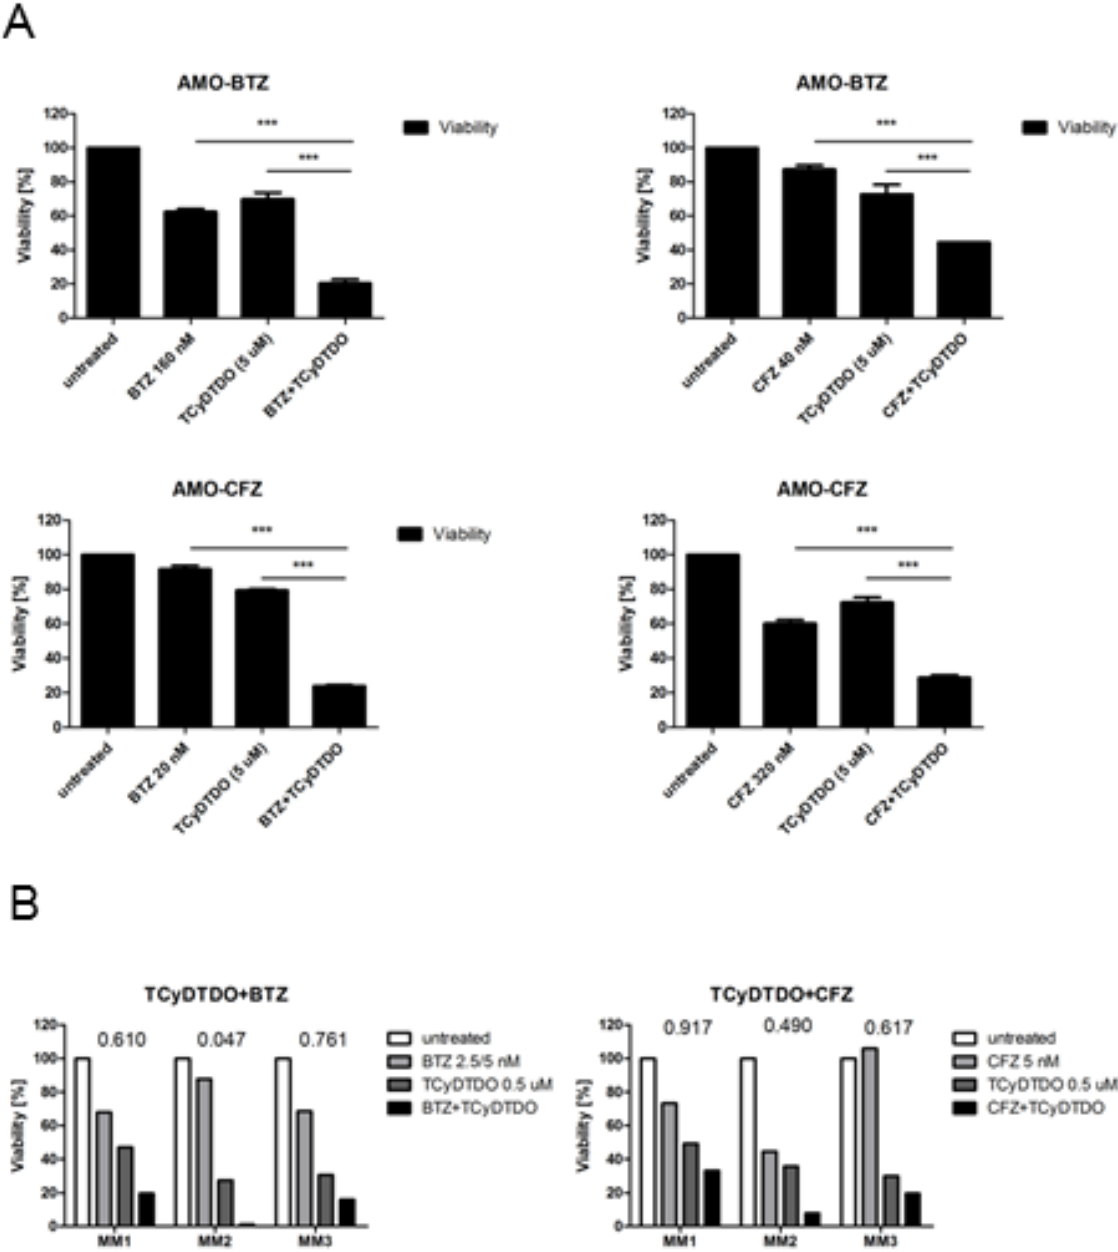 A
AMO-BTZ
120
100
80
60
40
20
0
Viability [%]
***
***
Viability
untreated
BTZ 160 nM
TCyDTDO (5 uM)
BTZ+TCyDTDO
AMO-BTZ
120
100
80
60
40
20
0
Viability [%]
***
***
Viability
untreated
CFZ 40 nM
TCyDTDO (5 uM)
CFZ+TCyDTDO
AMO-CFZ
120
100
80
60
40
20
0
Viability [%]
***
***
Viability
untreated
BTZ 20 nM
TCyDTDO (5 uM)
BTZ+TCyDTDO
AMO-CFZ
120
100
80
60
40
20
0
Viability [%]
***
***
untreated
CFZ 320 nM
TCyDTDO (5 uM)
CFZ+TCyDTDO
B
TCyDTDO+BTZ
120
100
80
60
40
20
0
Viability [%]
0.610 0.047 0.761
untreated
BTZ 2.5/5 nM
TCyDTDO 0.5 uM
BTZ+TCyDTDO
MM1 MM2 MM3
TCyDTDO+CFZ
120
100
80
60
40
20
0
Viability [%]
0.917 0.490 0.617
untreated
CFZ 5 nM
TCyDTDO 0.5 uM
CFZ+TCyDTDO
MM1 MM2 MM3